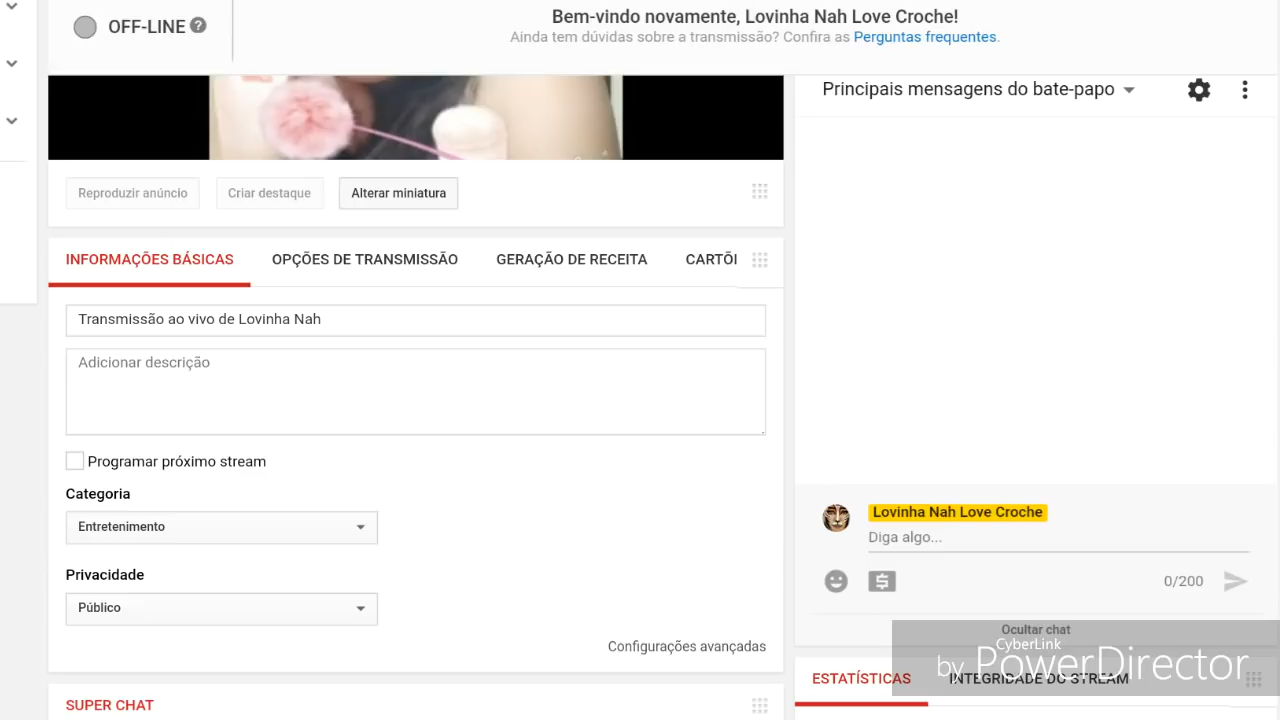 OFF-LINE ?
Bem-vindo novamente, Lovinha Nah Love Croche!
Ainda tem dúvidas sobre a transmissão? Confira as Perguntas frequentes.
Principais mensagens do bate-papo
Reproduzir anúncio
Criar destaque
Alterar miniatura
INFORMAÇÕES BÁSICAS
OPÇÕES DE TRANSMISSÃO
GERAÇÃO DE RECEITA
CARTÕI
Transmissão ao vivo de Lovinha Nah
Adicionar descrição
Programar próximo stream
Categoria
Entretenimento
Privacidade
Público
Configurações avançadas
SUPER CHAT
Lovinha Nah Love Croche
Diga algo...
0/200
Ocultar chat
CyberLink
by PowerDirector
ESTATÍSTICAS
INTEGRIDADE DO STREAM